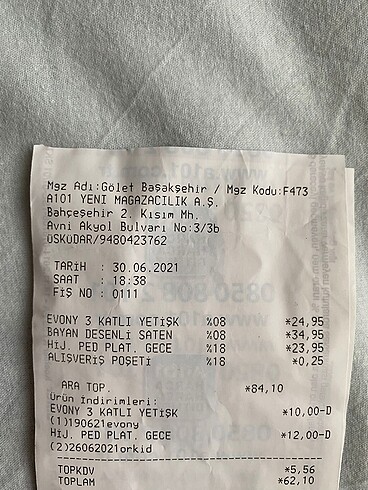 Mgz Adı:Gölet Başakşehir / Mgz Kodu:F473
A101 YENİ MAĞAZACILIK A.Ş.
Bahçeşehir 2. Kısım Mh.
Avni Akyol Bulvarı No:3/3b
ÜSKÜDAR/9480423762
TARİH : 30.06.2021
SAAT : 18:38
FİŞ NO : 0111
EVONY 3 KATLI YETİŞK %08 *24,95
BAYAN DESENLİ SATEN %08 *34,95
HİJ. PED PLAT. GECE %18 *23,95
ALIŞVERİŞ POŞETİ %18 *0,25
ARA TOP. *84,10
Ürün İndirimleri:
EVONY 3 KATLI YETİŞK *10,00-D
(1)190621evony
HİJ. PED PLAT. GECE *12,00-D
(2)26062021orkid
TOPKDV *5,56
TOPLAM *62,10